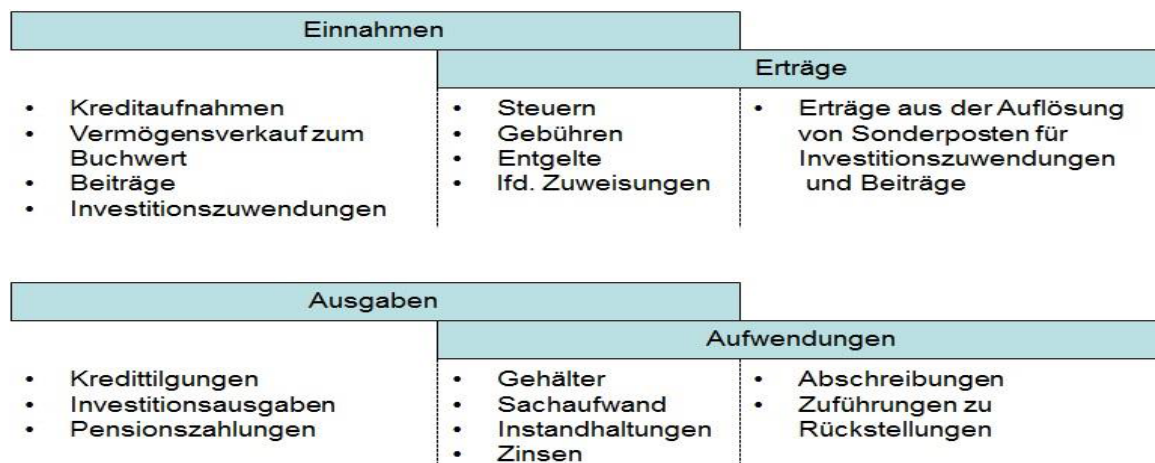 Einnahmen
Erträge
• Kreditaufnahmen
• Vermögensverkauf zum
Buchwert
• Beiträge
• Investitionszuwendungen
• Steuern
• Gebühren
• Entgelte
• lfd. Zuweisungen
• Erträge aus der Auflösung
von Sonderposten für
Investitionszuwendungen
und Beiträge
Ausgaben
Aufwendungen
• Kredittilgungen
• Investitionsausgaben
• Pensionszahlungen
• Gehälter
• Sachaufwand
• Instandhaltungen
• Zinsen
• Abschreibungen
• Zuführungen zu
Rückstellungen